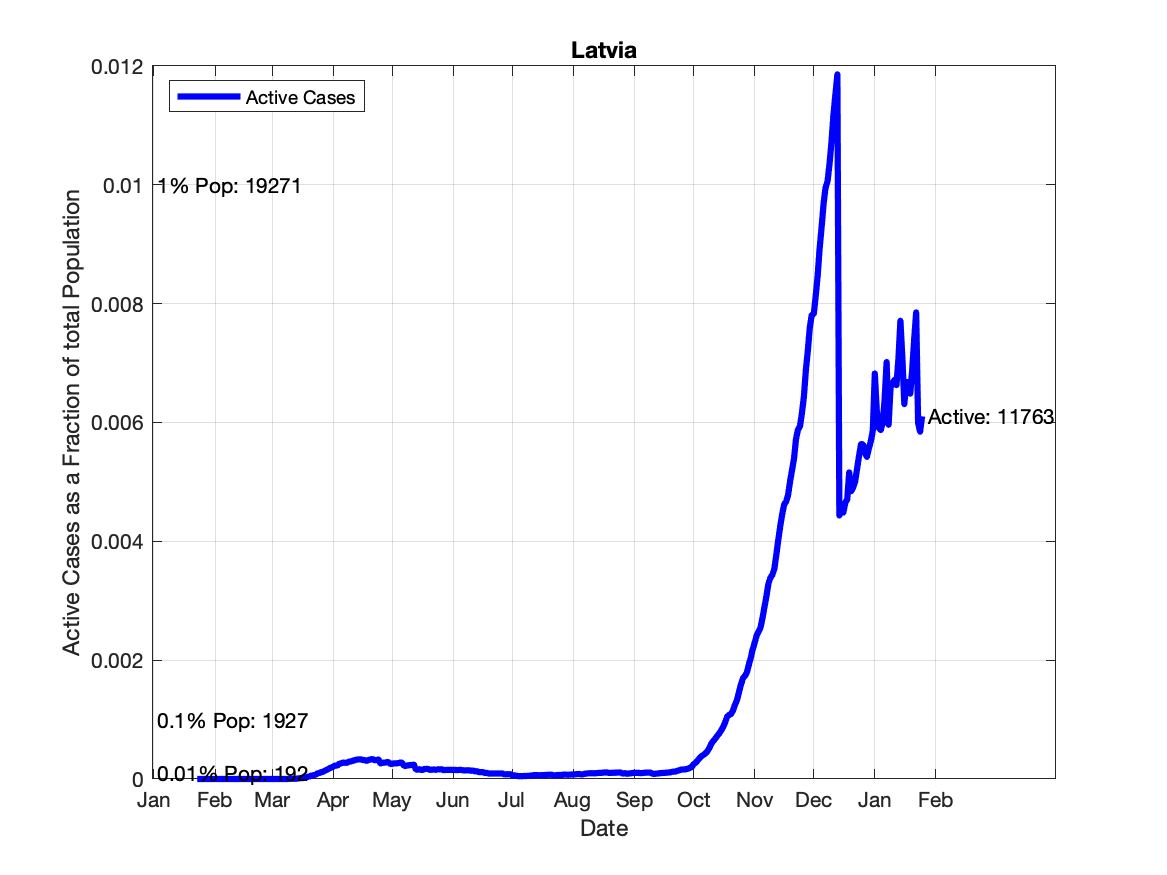 Latvia
0.012
Active Cases
0.01
1% Pop: 19271
0.008
0.006
Active: 11763
0.004
0.002
0.1% Pop: 1927
0.01% Pop: 192
0
Jan Feb Mar Apr May Jun Jul Aug Sep Oct Nov Dec Jan Feb
Date
Active Cases as a Fraction of total Population